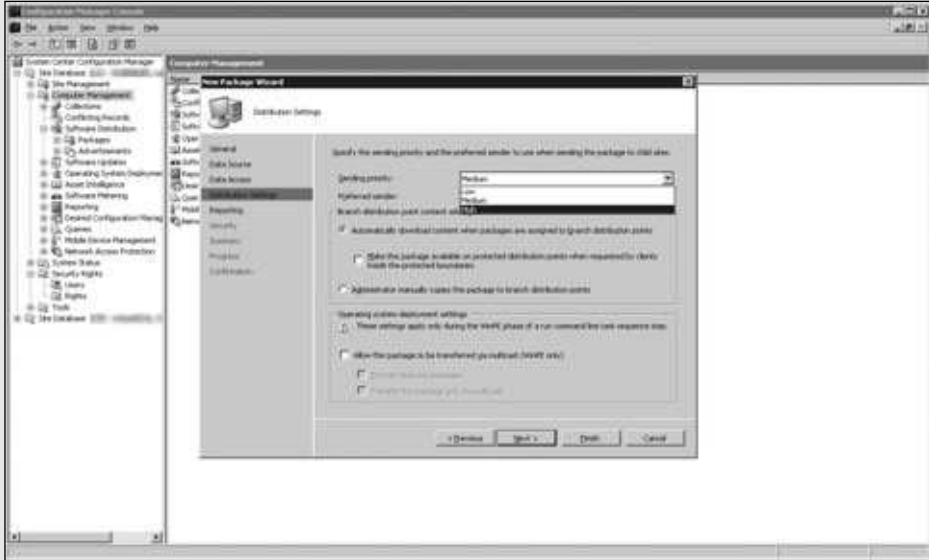 Configuration Manager Console
File Action View Window Help
System Center Configuration Manager
Site Database
Site Management
Computer Management
Collections
Conflicting Records
Software Distribution
Packages
Advertisements
Software Updates
Operating System Deploymen
Asset Intelligence
Software Metering
Reporting
Desired Configuration Manag
Queries
Mobile Device Management
Network Access Protection
System Status
Security Rights
Users
Rights
Tools
Site Database
Computer Management
Name
New Package Wizard
Distribution Settings
General
Data Source
Data Access
Distribution Settings
Reporting
Security
Summary
Progress
Confirmation
Specify the sending priority and the preferred sender to use when sending the package to child sites.
Sending priority:
Medium
Low
Medium
High
Preferred sender:
Branch distribution point content
Automatically download content when packages are assigned to branch distribution points
Make this package available on protected distribution points when requested by clients
inside the protected boundaries
Administrator manually copies this package to branch distribution points
Operating system deployment settings
These settings apply only during the WinPE phase of a run command line task sequence step.
Allow this package to be transferred via multicast (WinPE only)
< Previous
Next >
Finish
Cancel